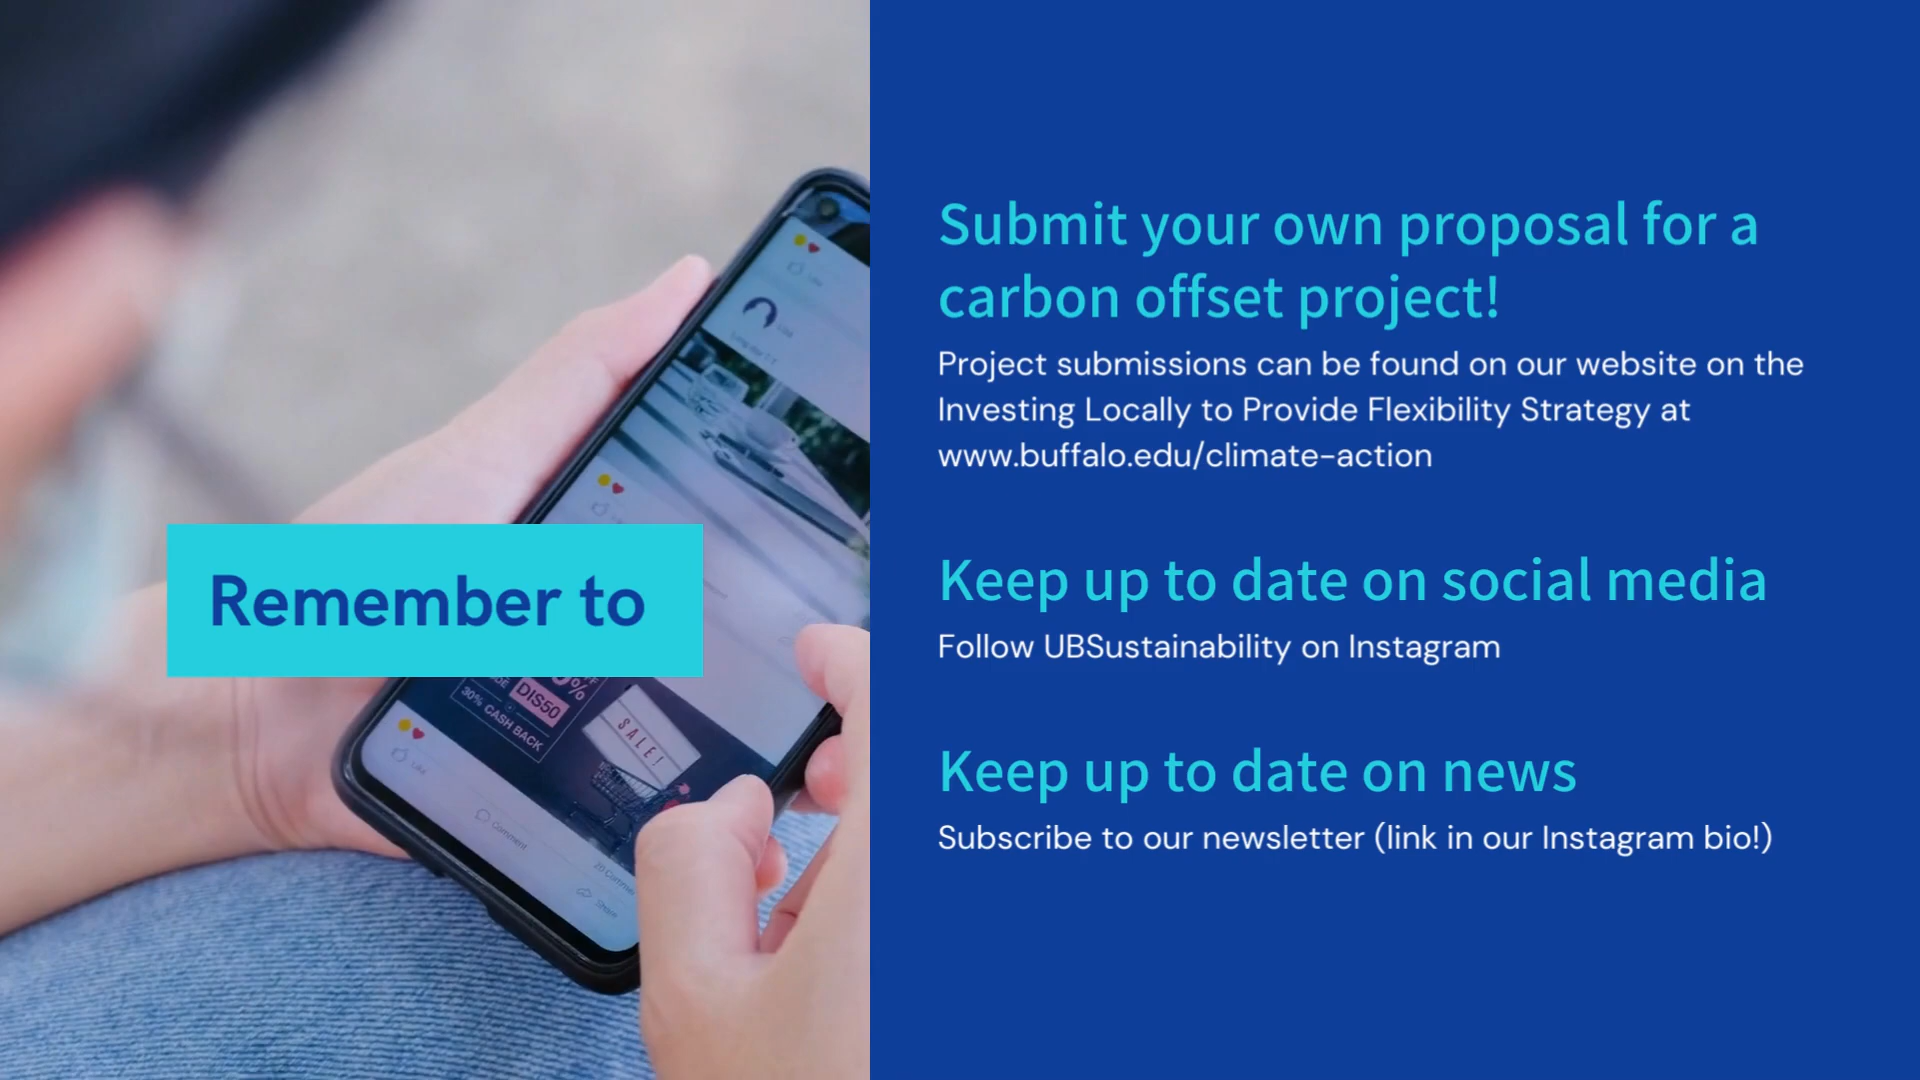 Remember to
Submit your own proposal for a
carbon offset project!
Project submissions can be found on our website on the
Investing Locally to Provide Flexibility Strategy at
www.buffalo.edu/climate-action
Keep up to date on social media
Follow UBSustainability on Instagram
Keep up to date on news
Subscribe to our newsletter (link in our Instagram bio!)
DIS50
30% CASH BACK
SALE!
Like
Comment
Share